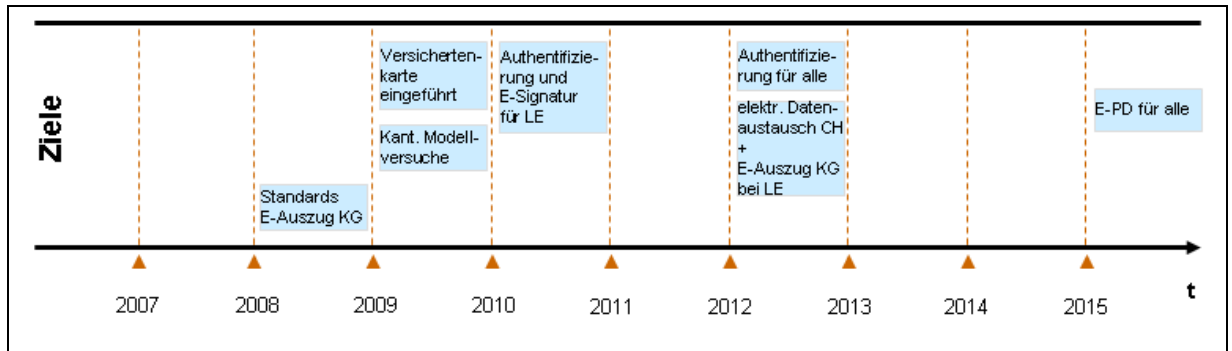 Ziele
Versicherten-
karte
eingeführt
Kant. Modell-
versuche
Authentifizie-
rung und
E-Signatur
für LE
Authentifizie-
rung für alle
elektr. Daten-
austausch CH
+
E-Auszug KG
bei LE
E-PD für alle
Standards
E-Auszug KG
t
2007 2008 2009 2010 2011 2012 2013 2014 2015